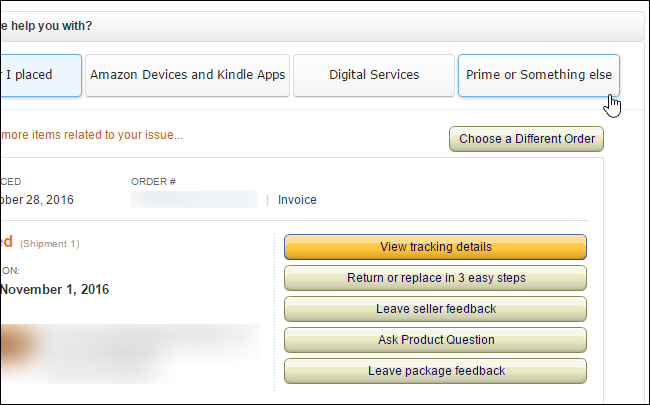 re help you with?
r I placed
Amazon Devices and Kindle Apps
Digital Services
Prime or Something else
more items related to your issue...
Choose a Different Order
CED
ORDER #
ober 28, 2016
Invoice
ed (Shipment 1)
View tracking details
ON:
Return or replace in 3 easy steps
November 1, 2016
Leave seller feedback
Ask Product Question
Leave package feedback